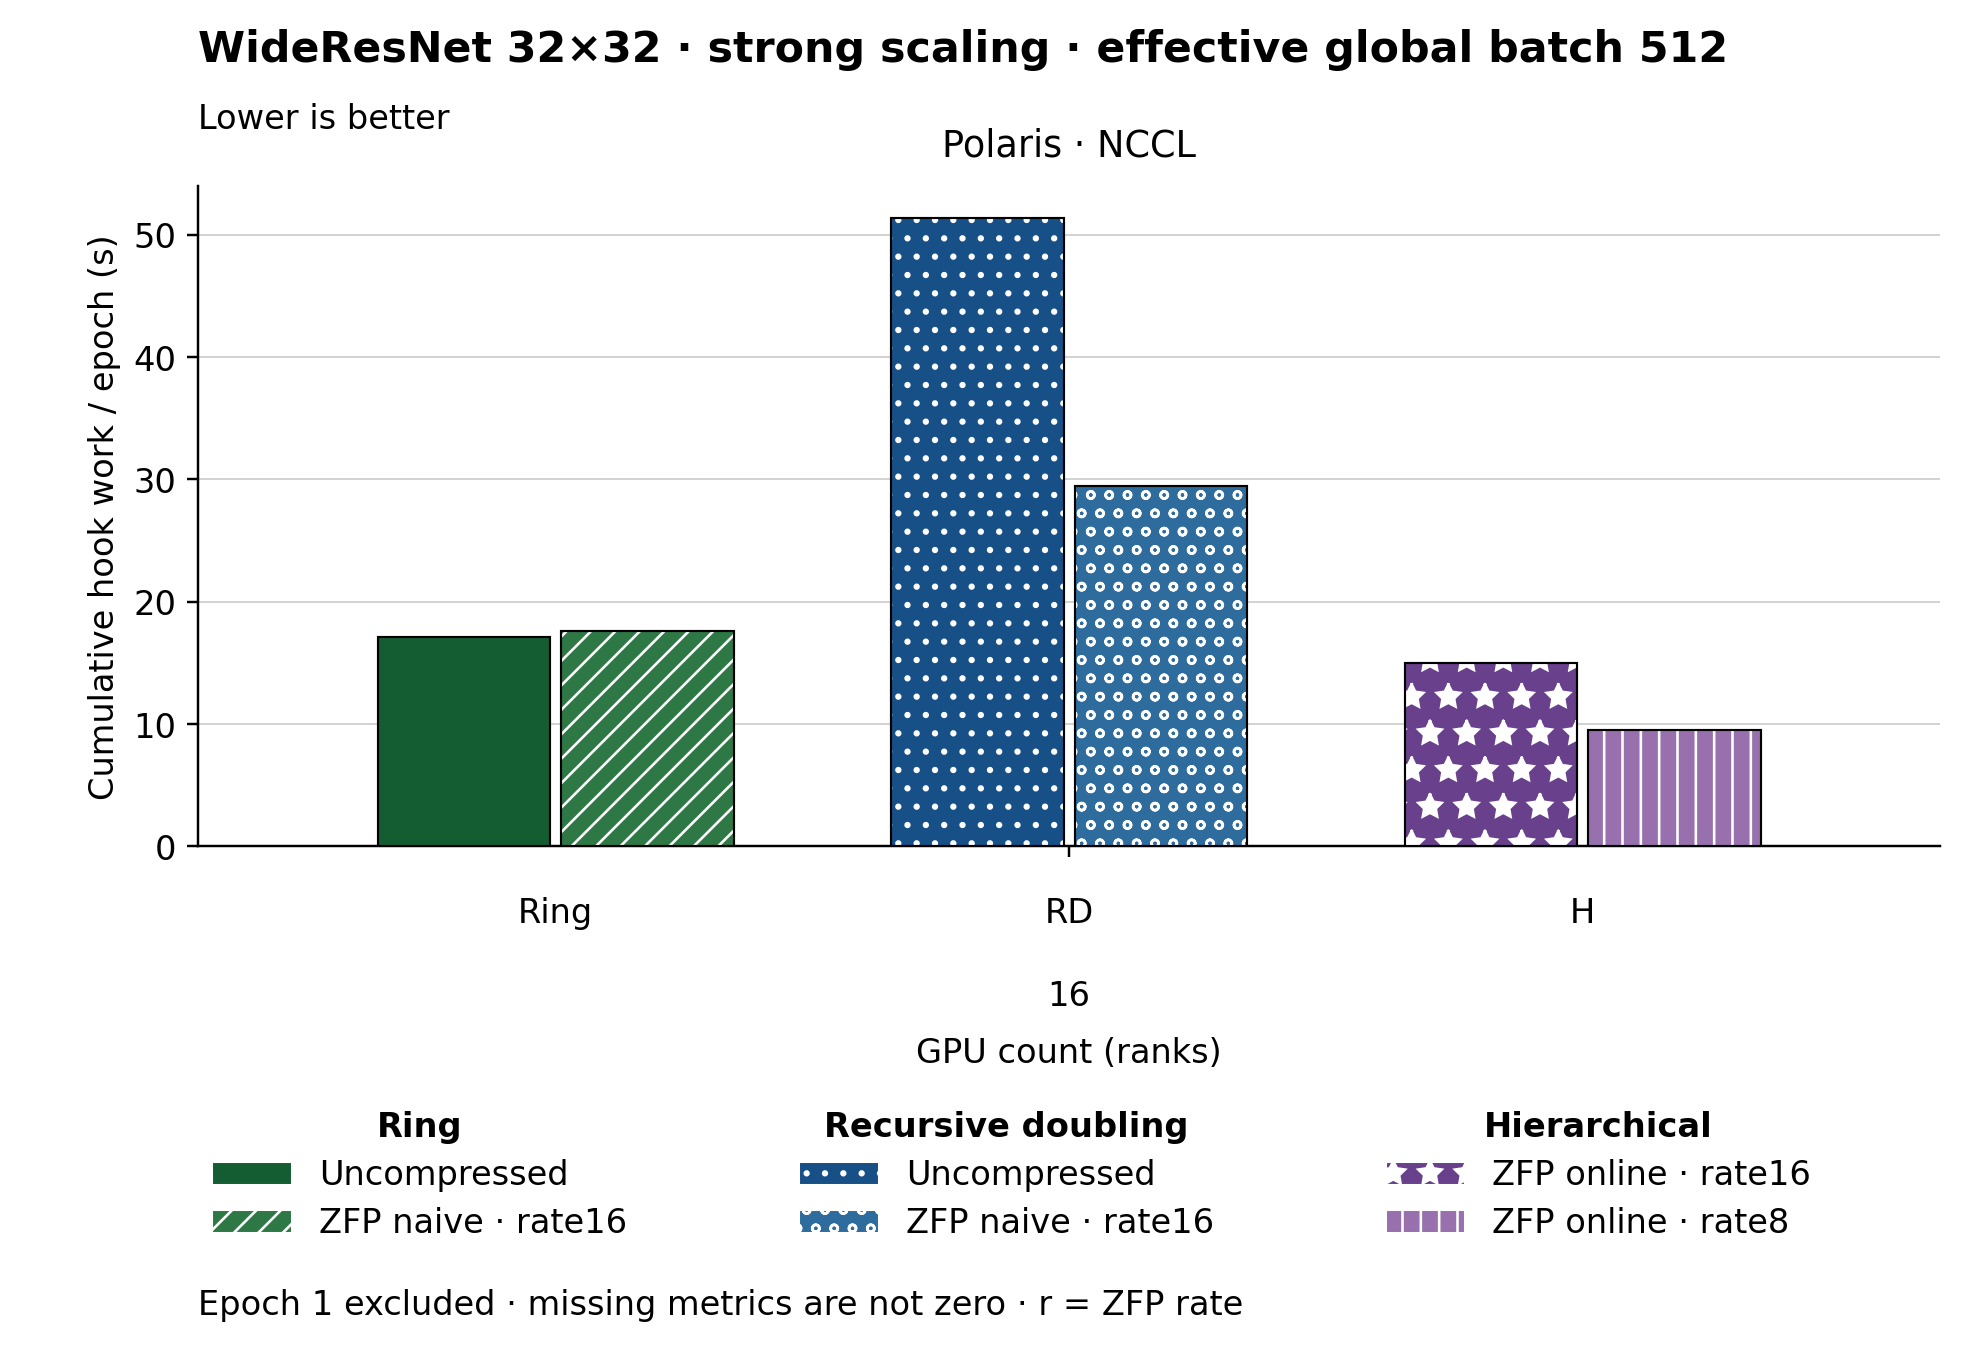 WideResNet 32×32 · strong scaling · effective global batch 512
Lower is better
Polaris · NCCL
Cumulative hook work / epoch (s)
50
40
30
20
10
0
Ring RD H
16
GPU count (ranks)
Ring Recursive doubling Hierarchical
Uncompressed Uncompressed ZFP online · rate16
ZFP naive · rate16 ZFP naive · rate16 ZFP online · rate8
Epoch 1 excluded · missing metrics are not zero · r = ZFP rate